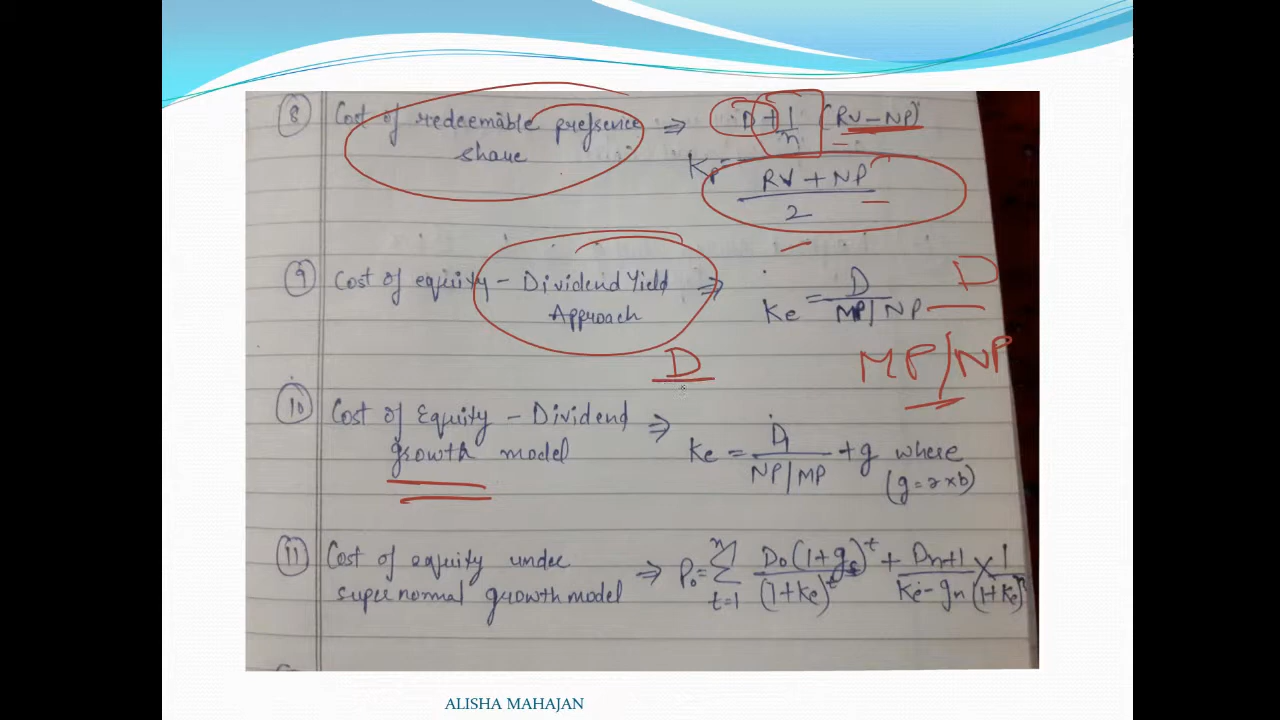 ⑧ Cost of redeemable prefrence share ⇒ Kp = D + 1/n (RV - NP)
RV + NP
2
⑨ Cost of equity - Dividend Yield Approach ⇒ Ke = D
MP/NP
D
MP/NP
D
⑩ Cost of Equity - Dividend growth model ⇒ Ke = D1
NP/MP
+ g where
(g = r x b)
⑪ Cost of equity under supernormal growth model ⇒ P0 = n Σ t=1 D0 (1+gs)^t
(1+Ke)^t
+ Dn+1
Ke - gn
x 1
(1+Ke)^n
ALISHA MAHAJAN